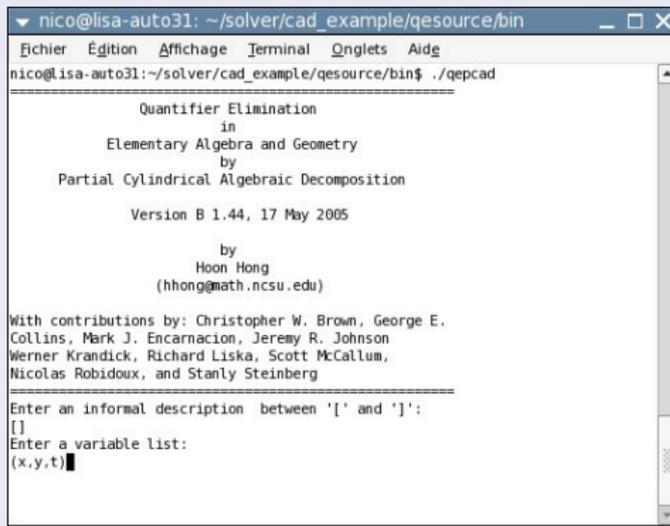 nico@lisa-auto31: ~/solver/cad_example/qesource/bin
Fichier Édition Affichage Terminal Onglets Aide
nico@lisa-auto31:~/solver/cad_example/qesource/bin$ ./qepcad
=======================================================
Quantifier Elimination
in
Elementary Algebra and Geometry
by
Partial Cylindrical Algebraic Decomposition
Version B 1.44, 17 May 2005
by
Hoon Hong
(hhong@math.ncsu.edu)
With contributions by: Christopher W. Brown, George E.
Collins, Mark J. Encarnacion, Jeremy R. Johnson
Werner Krandick, Richard Liska, Scott McCallum,
Nicolas Robidoux, and Stanly Steinberg
=======================================================
Enter an informal description between '[' and ']':
[]
Enter a variable list:
(x,y,t)